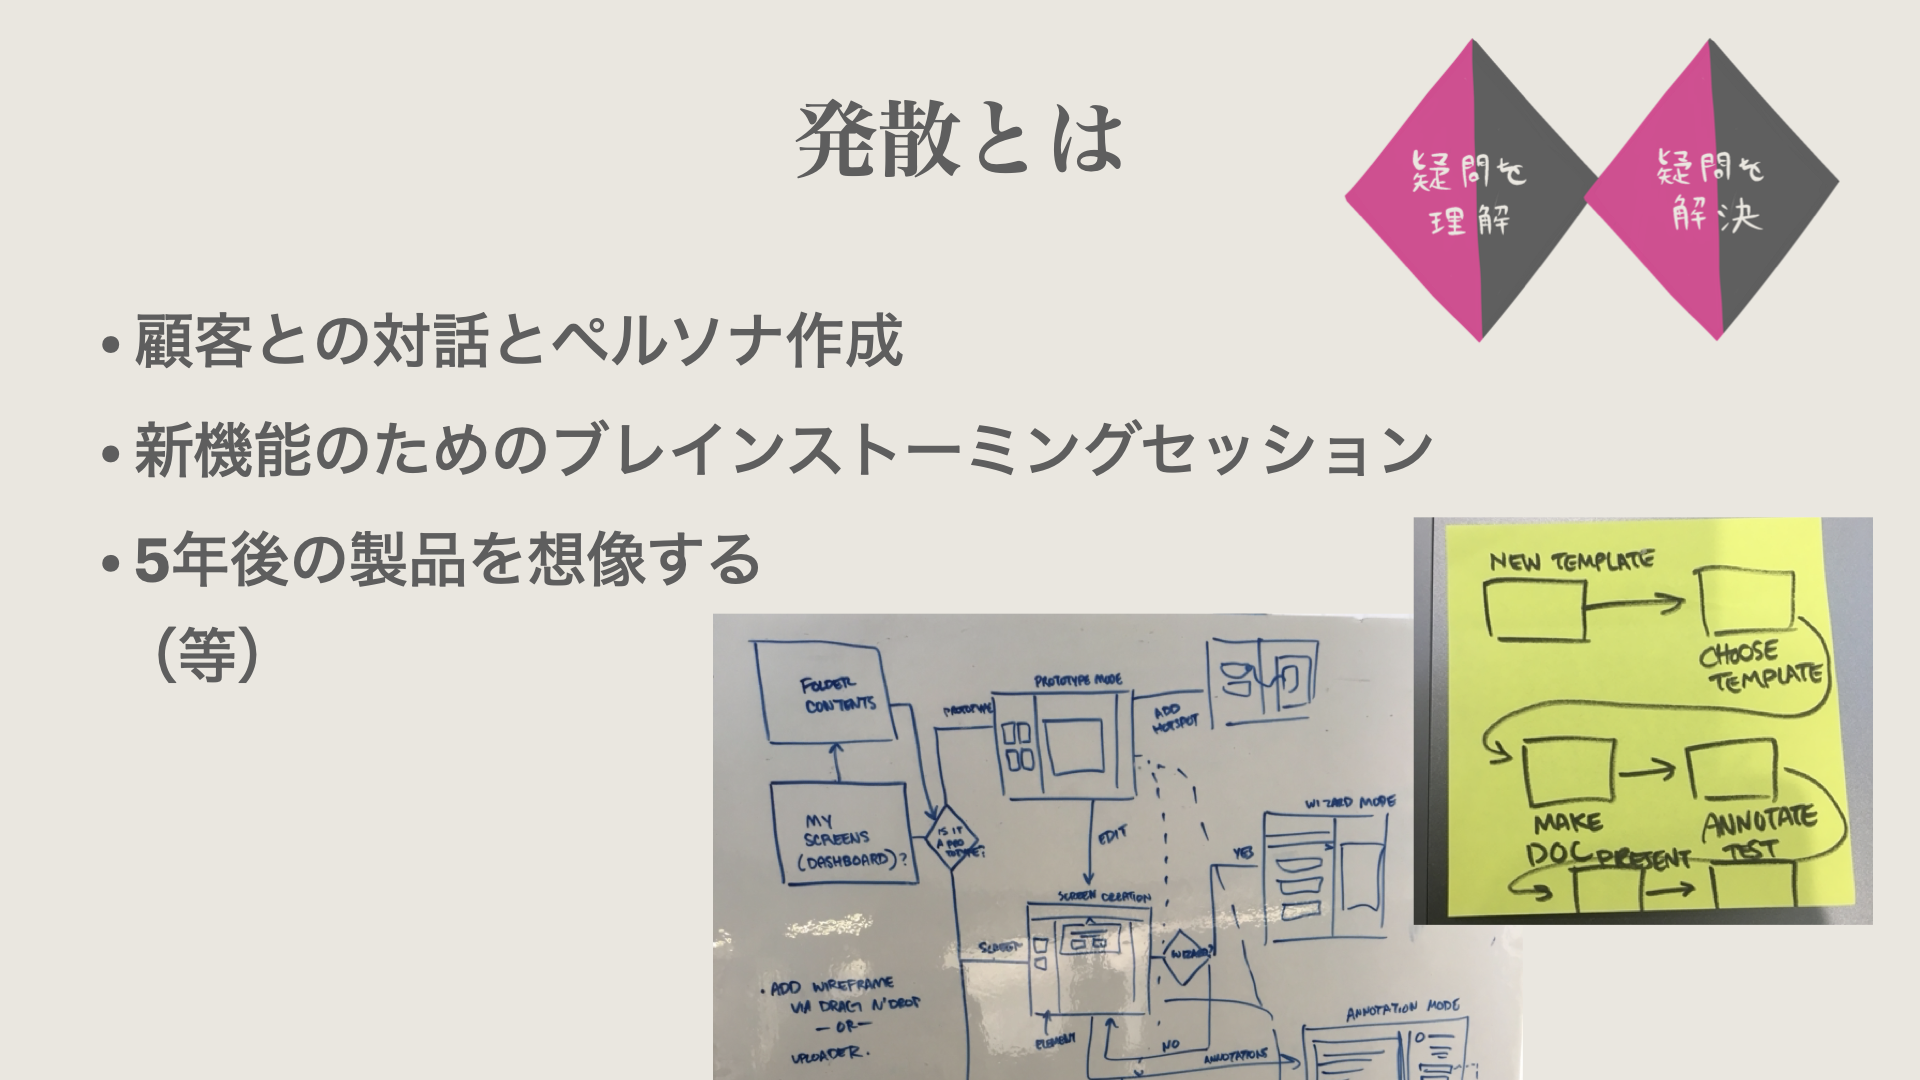 発散とは
疑問を
理解
疑問を
解決
• 顧客との対話とペルソナ作成
• 新機能のためのブレインストーミングセッション
• 5年後の製品を想像する
（等）
NEW TEMPLATE
CHOOSE
TEMPLATE
MAKE
DOC
ANNOTATE
TEST
PRESENT
FOLDER
CONTENTS
MY
SCREENS
(DASHBOARD)?
IS IT
A PRO
TOTYPE?
PROTOTYPE
PROTOTYPE MODE
ADD
HOTSPOT
EDIT
WIZARD MODE
YES
SCREEN CREATION
SCREEN
WIZARD?
• ADD WIREFRAME
VIA DRAG N' DROP
— OR —
UPLOADER.
ELEMENT
NO
ANNOTATIONS
ANNOTATION MODE